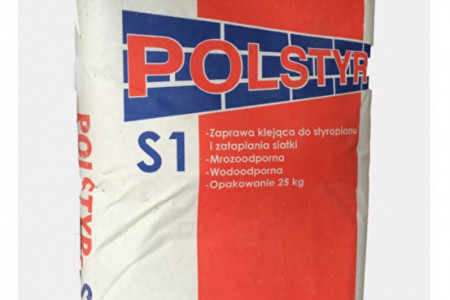 POLSTYR
S1
-Zaprawa klejąca do styropianu
i zatapiania siatki
-Mrozoodporna
-Wodoodporna
-Opakowanie 25 kg
POLSTYR S